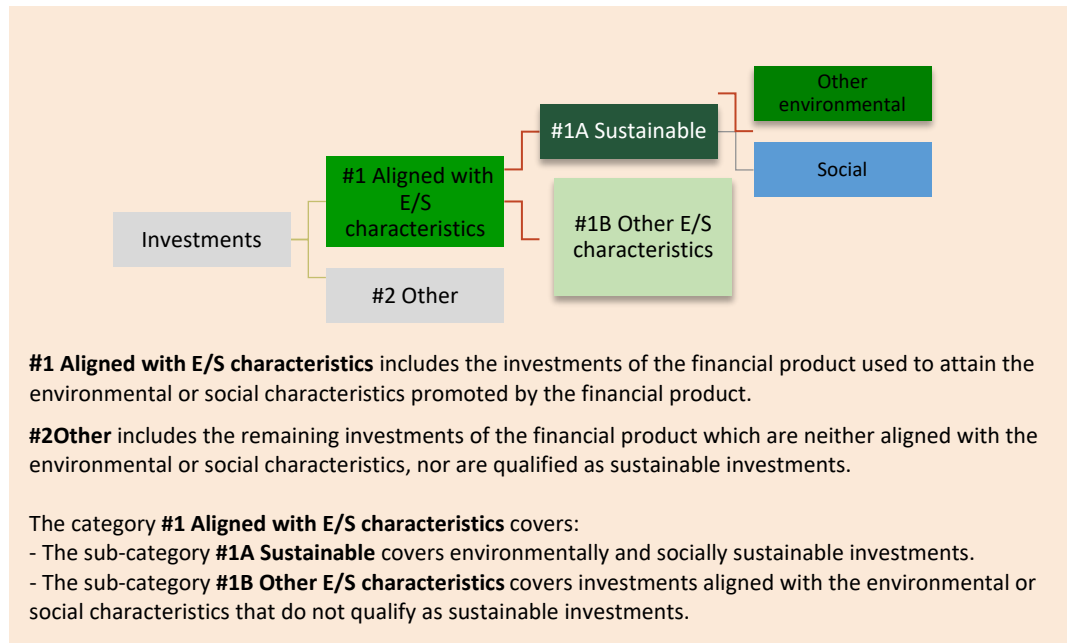 Other
environmental
#1A Sustainable
Social
#1 Aligned with
E/S
characteristics
#1B Other E/S
characteristics
Investments
#2 Other
#1 Aligned with E/S characteristics includes the investments of the financial product used to attain the
environmental or social characteristics promoted by the financial product.
#2Other includes the remaining investments of the financial product which are neither aligned with the
environmental or social characteristics, nor are qualified as sustainable investments.
The category #1 Aligned with E/S characteristics covers:
- The sub-category #1A Sustainable covers environmentally and socially sustainable investments.
- The sub-category #1B Other E/S characteristics covers investments aligned with the environmental or
social characteristics that do not qualify as sustainable investments.